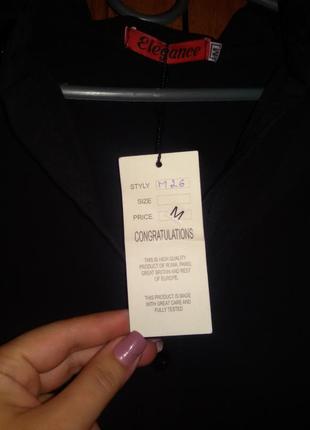 Elegance
STYLY M26
SIZE
PRICE M
CONGRATULATIONS
THIS IS HIGH QUALITY
PRODUCT OF ROMA, PARIS,
GREAT BRITAIN AND REST
OF EUROPE.
THIS PRODUCT IS MADE
WITH GREAT CARE AND
FULLY TESTED